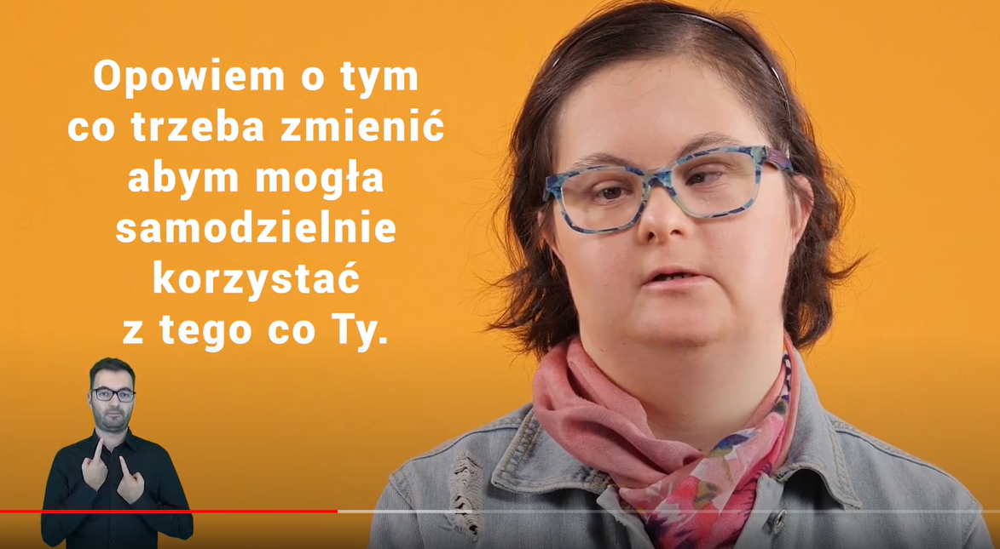 Opowiem o tym
co trzeba zmienić
abym mogła
samodzielnie
korzystać
z tego co Ty.